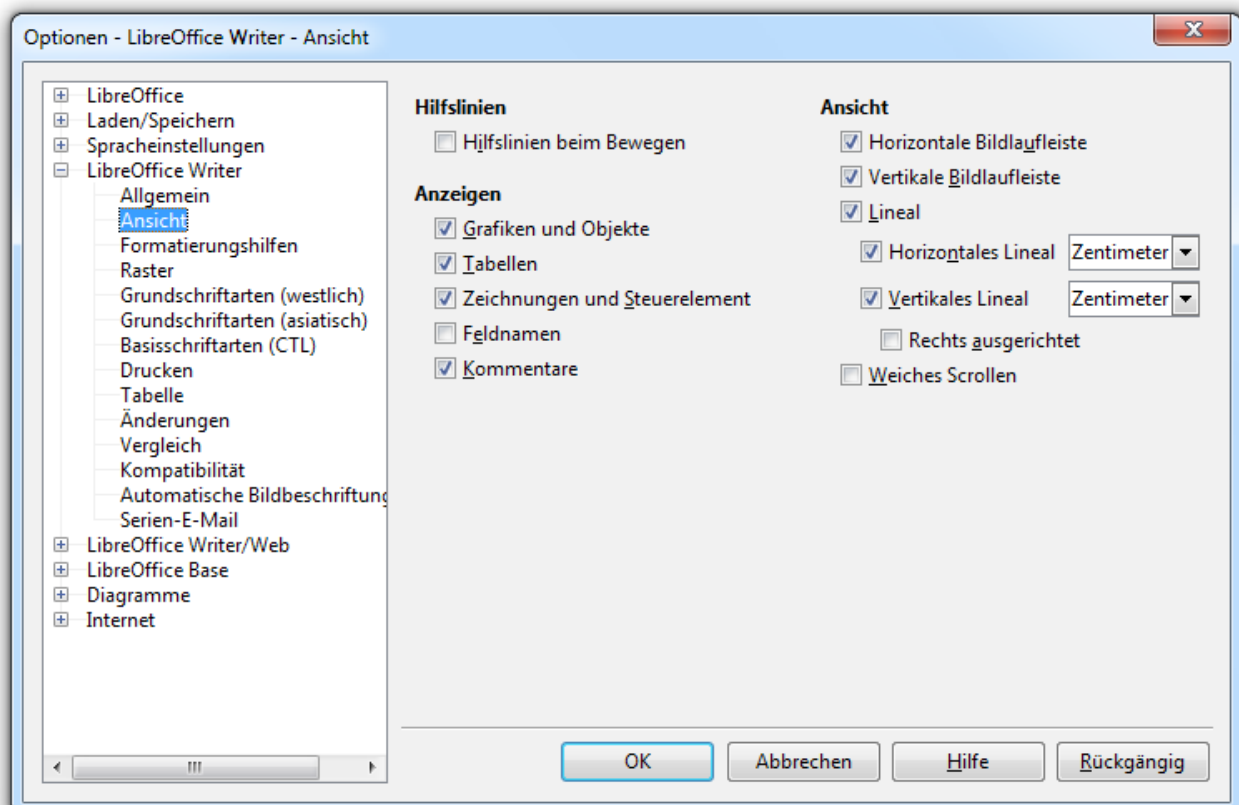 Optionen - LibreOffice Writer - Ansicht
LibreOffice
Laden/Speichern
Spracheinstellungen
LibreOffice Writer
Allgemein
Ansicht
Formatierungshilfen
Raster
Grundschriftarten (westlich)
Grundschriftarten (asiatisch)
Basisschriftarten (CTL)
Drucken
Tabelle
Änderungen
Vergleich
Kompatibilität
Automatische Bildbeschriftung
Serien-E-Mail
LibreOffice Writer/Web
LibreOffice Base
Diagramme
Internet
Hilfslinien
Hilfslinien beim Bewegen
Anzeigen
Grafiken und Objekte
Tabellen
Zeichnungen und Steuerelement
Feldnamen
Kommentare
Ansicht
Horizontale Bildlaufleiste
Vertikale Bildlaufleiste
Lineal
Horizontales Lineal Zentimeter
Vertikales Lineal Zentimeter
Rechts ausgerichtet
Weiches Scrollen
OK Abbrechen Hilfe Rückgängig